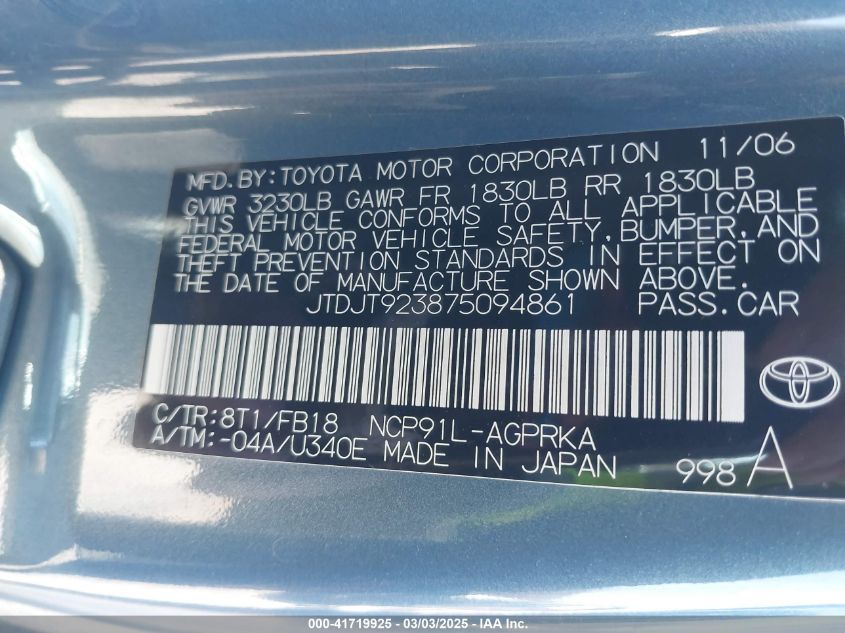 MFD.BY:TOYOTA MOTOR CORPORATION 11/06
GVWR 3230LB GAWR FR 1830LB RR 1830LB
THIS VEHICLE CONFORMS TO ALL APPLICABLE
FEDERAL MOTOR VEHICLE SAFETY,BUMPER,AND
THEFT PREVENTION STANDARDS IN EFFECT ON
THE DATE OF MANUFACTURE SHOWN ABOVE.
JTDJT923875094861 PASS.CAR
C/TR:8T1/FB18 NCP91L-AGPRKA
A/TM:-04A/U340E MADE IN JAPAN
998 A
000-41719925 - 03/03/2025 - IAA Inc.